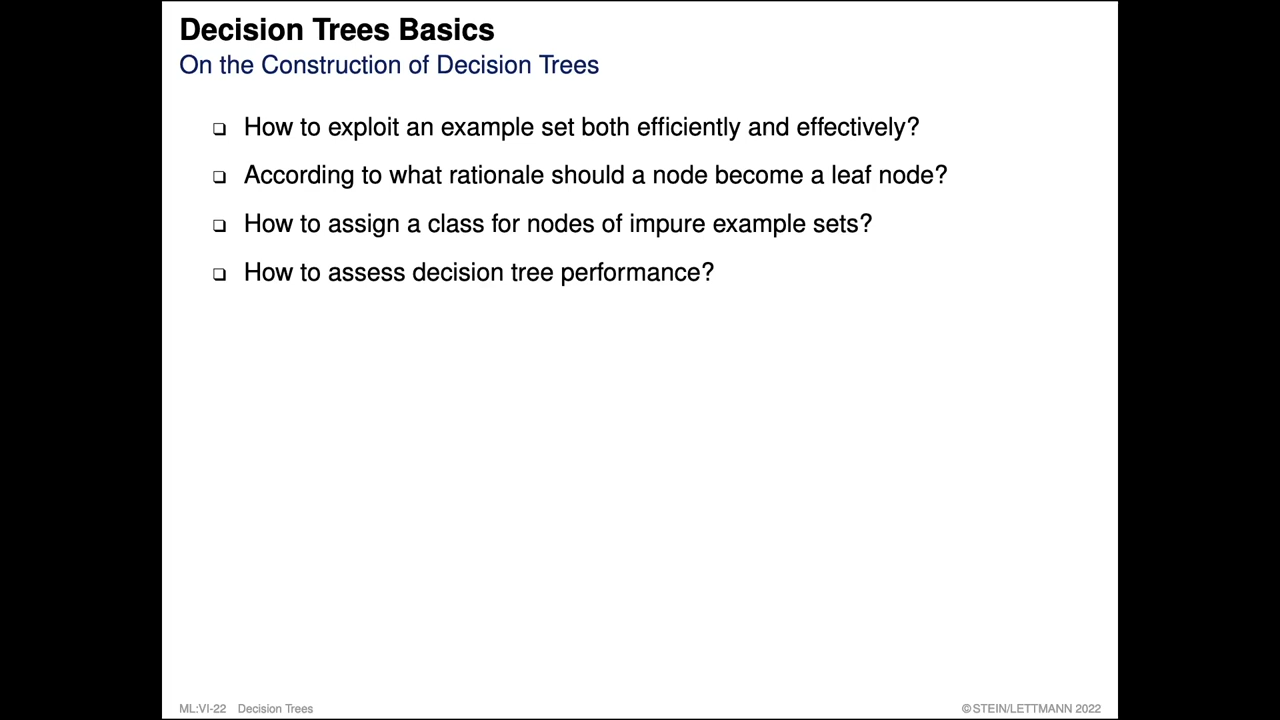 Decision Trees Basics
On the Construction of Decision Trees
❑ How to exploit an example set both efficiently and effectively?
❑ According to what rationale should a node become a leaf node?
❑ How to assign a class for nodes of impure example sets?
❑ How to assess decision tree performance?
ML:VI-22 Decision Trees ©STEIN/LETTMANN 2022